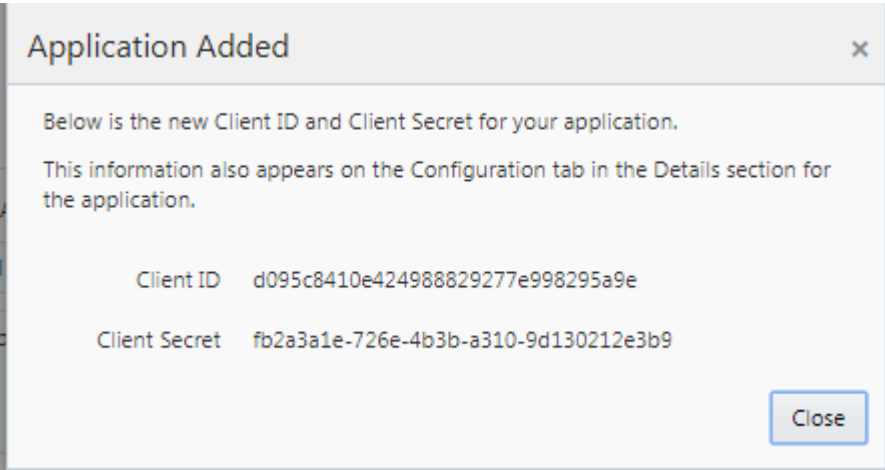 Application Added
Below is the new Client ID and Client Secret for your application.
This information also appears on the Configuration tab in the Details section for
the application.
Client ID d095c8410e424988829277e998295a9e
Client Secret fb2a3a1e-726e-4b3b-a310-9d130212e3b9
Close